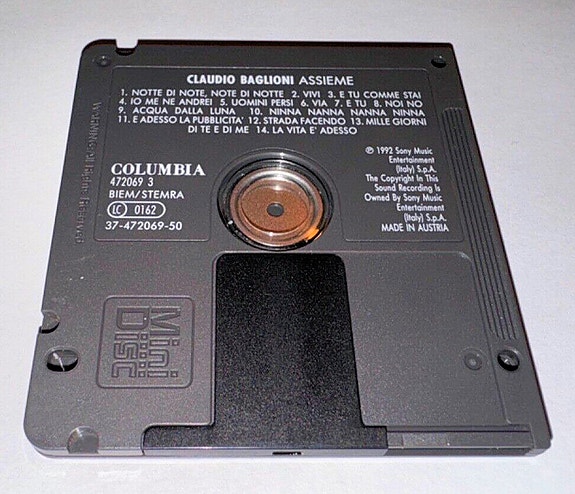 CLAUDIO BAGLIONI ASSIEME
1. NOTTE DI NOTE, NOTE DI NOTTE 2. VIVI 3. E TU COME STAI
4. IO ME NE ANDREI 5. UOMINI PERSI 6. VIA 7. E TU 8. NOI NO
9. ACQUA DALLA LUNA 10. NINNA NANNA NANNA NINNA
11. E ADESSO LA PUBBLICITA' 12. STRADA FACENDO 13. MILLE GIORNI
DI TE E DI ME 14. LA VITA E' ADESSO
COLUMBIA
472069 3
BIEM/STEMRA
LC 0162
37-472069-50
℗ 1992 Sony Music
Entertainment
(Italy) S.p.A.
The Copyright In This
Sound Recording Is
Owned By Sony Music
Entertainment
(Italy) S.p.A.
MADE IN AUSTRIA
Mini
Disc